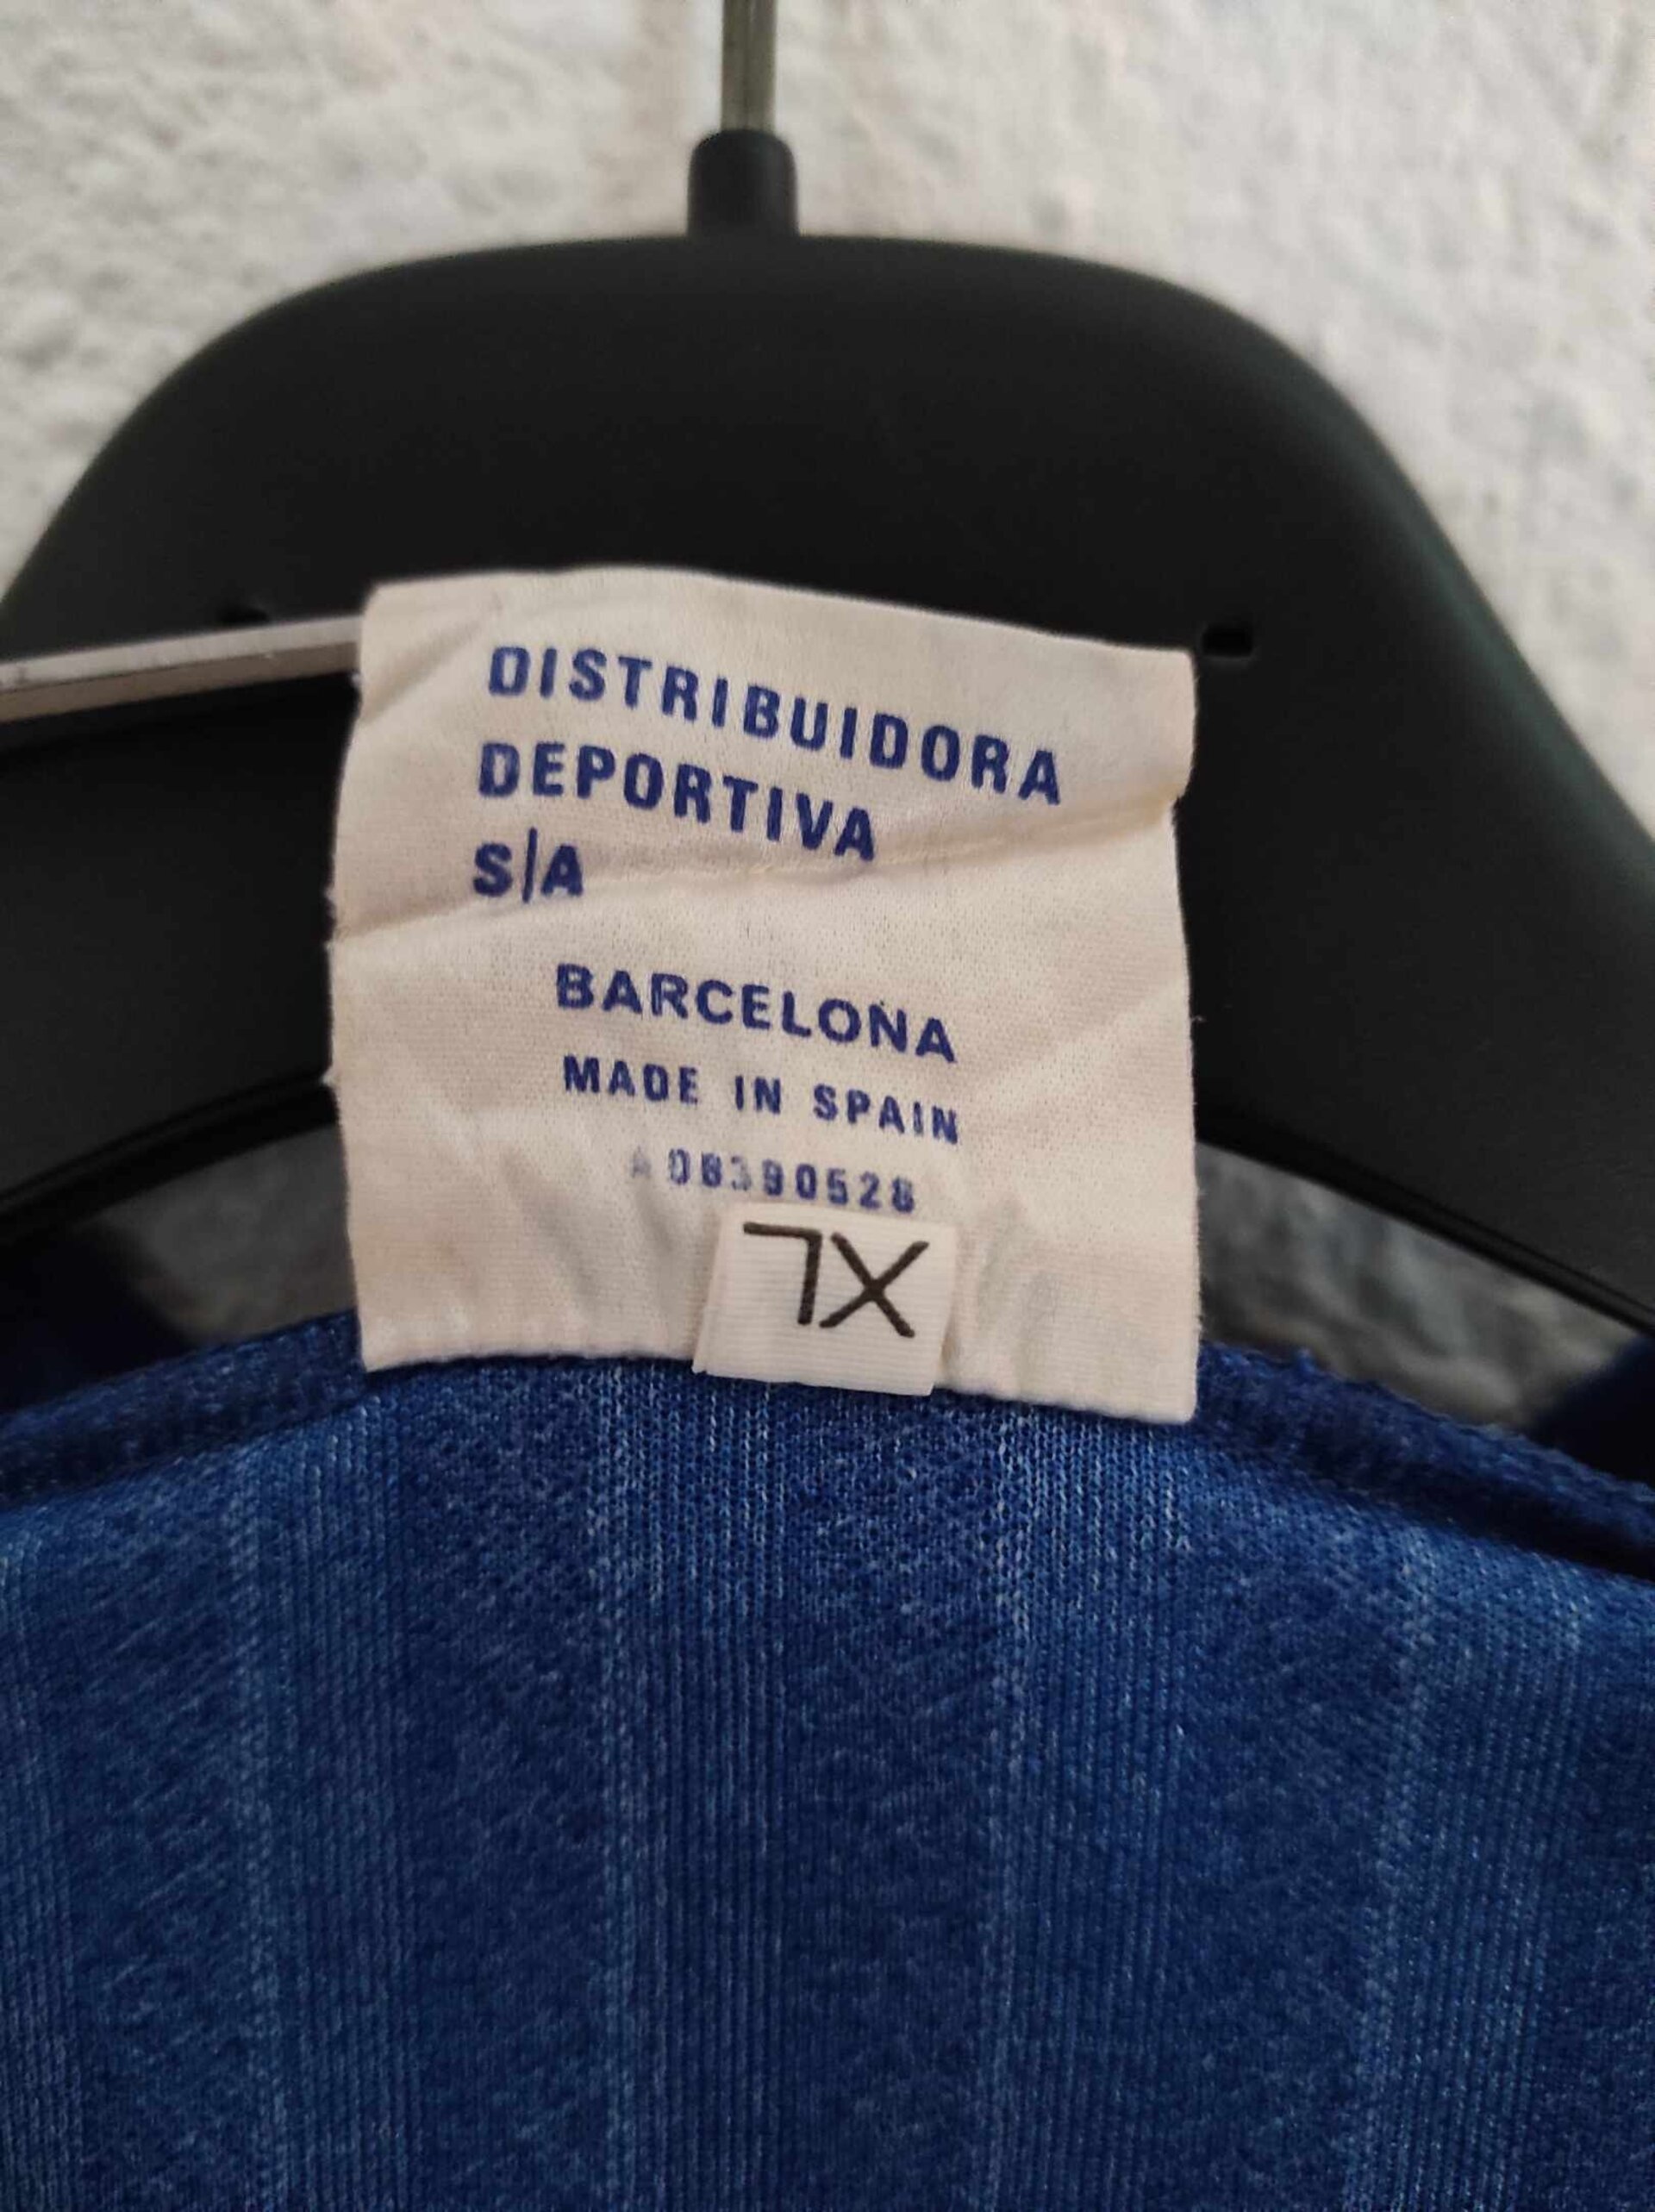 DISTRIBUIDORA
DEPORTIVA
S/A
BARCELONA
MADE IN SPAIN
A08390528
XL